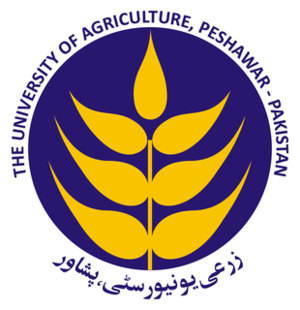 THE UNIVERSITY OF AGRICULTURE, PESHAWAR - PAKISTAN
زرعی یونیورسٹی، پشاور